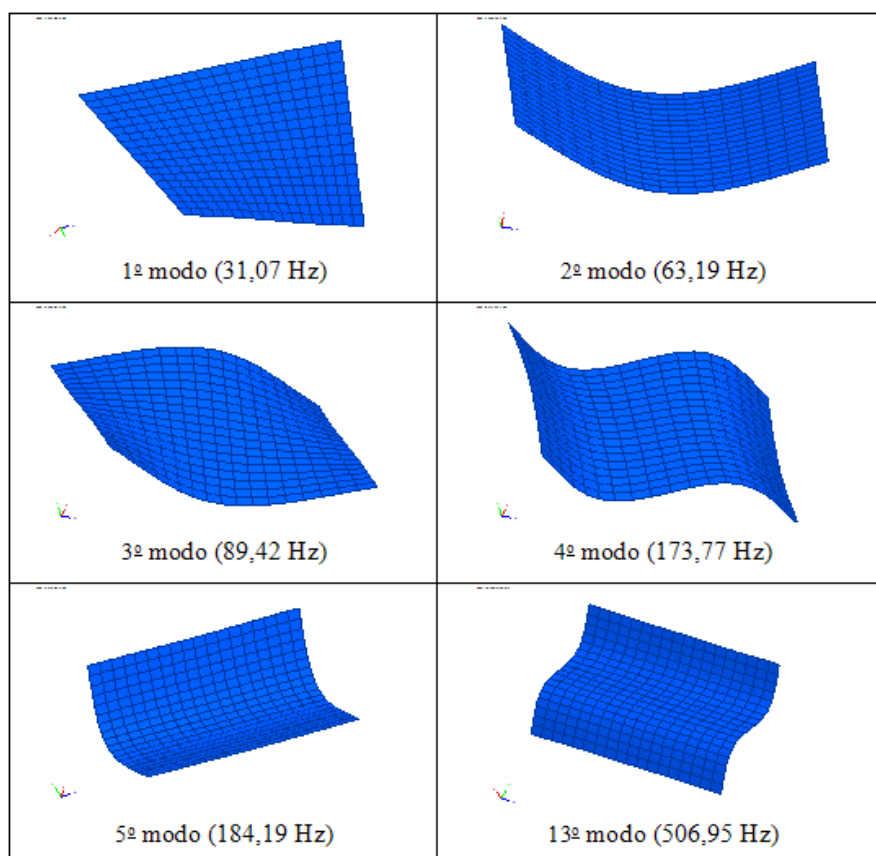 1º modo (31,07 Hz)
2º modo (63,19 Hz)
3º modo (89,42 Hz)
4º modo (173,77 Hz)
5º modo (184,19 Hz)
13º modo (506,95 Hz)